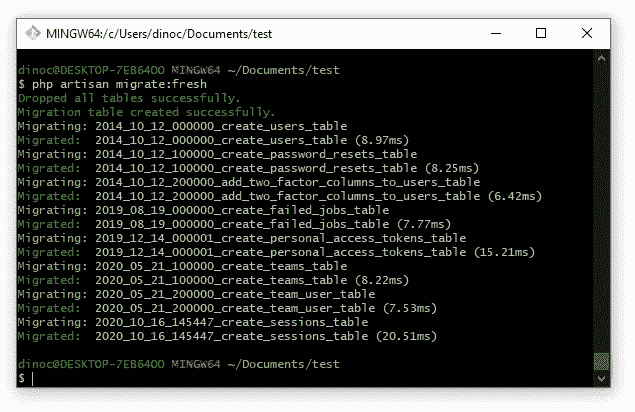 MINGW64:/c/Users/dinoc/Documents/test
dinoc@DESKTOP-7EB64OO MINGW64 ~/Documents/test
$ php artisan migrate:fresh
Dropped all tables successfully.
Migration table created successfully.
Migrating: 2014_10_12_000000_create_users_table
Migrated:  2014_10_12_000000_create_users_table (8.97ms)
Migrating: 2014_10_12_100000_create_password_resets_table
Migrated:  2014_10_12_100000_create_password_resets_table (8.25ms)
Migrating: 2014_10_12_200000_add_two_factor_columns_to_users_table
Migrated:  2014_10_12_200000_add_two_factor_columns_to_users_table (6.42ms)
Migrating: 2019_08_19_000000_create_failed_jobs_table
Migrated:  2019_08_19_000000_create_failed_jobs_table (7.77ms)
Migrating: 2019_12_14_000001_create_personal_access_tokens_table
Migrated:  2019_12_14_000001_create_personal_access_tokens_table (15.21ms)
Migrating: 2020_05_21_100000_create_teams_table
Migrated:  2020_05_21_100000_create_teams_table (8.22ms)
Migrating: 2020_05_21_200000_create_team_user_table
Migrated:  2020_05_21_200000_create_team_user_table (7.53ms)
Migrating: 2020_10_16_145447_create_sessions_table
Migrated:  2020_10_16_145447_create_sessions_table (20.51ms)
dinoc@DESKTOP-7EB64OO MINGW64 ~/Documents/test
$